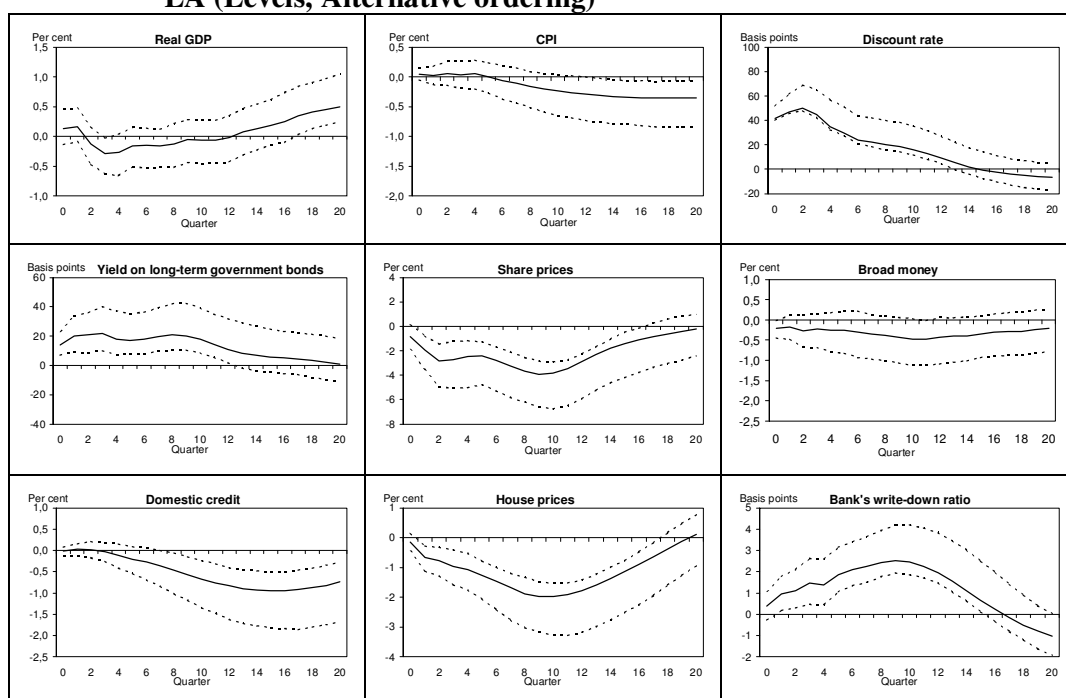 LA (Levels, Alternative ordering)
Per cent
Real GDP
1,5
1,0
0,5
0,0
-0,5
-1,0
0 2 4 6 8 10 12 14 16 18 20
Quarter
Per cent
CPI
0,5
0,0
-0,5
-1,0
-1,5
-2,0
0 2 4 6 8 10 12 14 16 18 20
Quarter
Basis points
Discount rate
100
80
60
40
20
0
-20
0 2 4 6 8 10 12 14 16 18 20
Quarter
Basis points Yield on long-term government bonds
60
40
20
0
-20
-40
0 2 4 6 8 10 12 14 16 18 20
Quarter
Per cent
Share prices
4
2
0
-2
-4
-6
-8
0 2 4 6 8 10 12 14 16 18 20
Quarter
Per cent
Broad money
1,0
0,5
0,0
-0,5
-1,0
-1,5
-2,0
-2,5
0 2 4 6 8 10 12 14 16 18 20
Quarter
Per cent
Domestic credit
1,0
0,5
0,0
-0,5
-1,0
-1,5
-2,0
-2,5
0 2 4 6 8 10 12 14 16 18 20
Quarter
Per cent
House prices
1
0
-1
-2
-3
-4
0 2 4 6 8 10 12 14 16 18 20
Quarter
Basis points
Bank's write-down ratio
5
4
3
2
1
0
-1
-2
0 2 4 6 8 10 12 14 16 18 20
Quarter